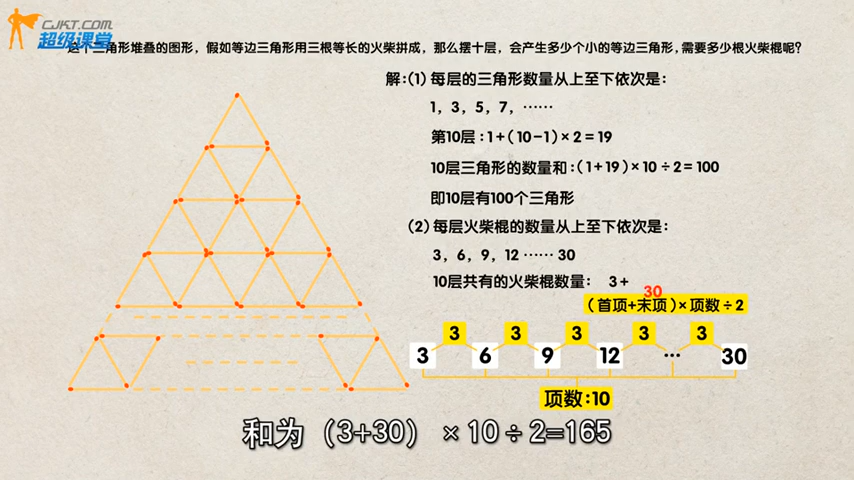 CJKT.COM
超级课堂
这个三角形堆叠的图形，假如等边三角形用三根等长的火柴拼成，那么摆十层，会产生多少个小的等边三角形，需要多少根火柴棍呢？
解：(1) 每层的三角形数量从上至下依次是：
1，3，5，7，……
第10层：1+(10-1)×2=19
10层三角形的数量和：(1+19)×10÷2=100
即10层有100个三角形
(2) 每层火柴棍的数量从上至下依次是：
3，6，9，12 …… 30
10层共有的火柴棍数量： 3+
30
(首项+末项)×项数÷2
3 3 3 3 3
3 6 9 12 … 30
项数：10
和为（3+30）×10÷2=165